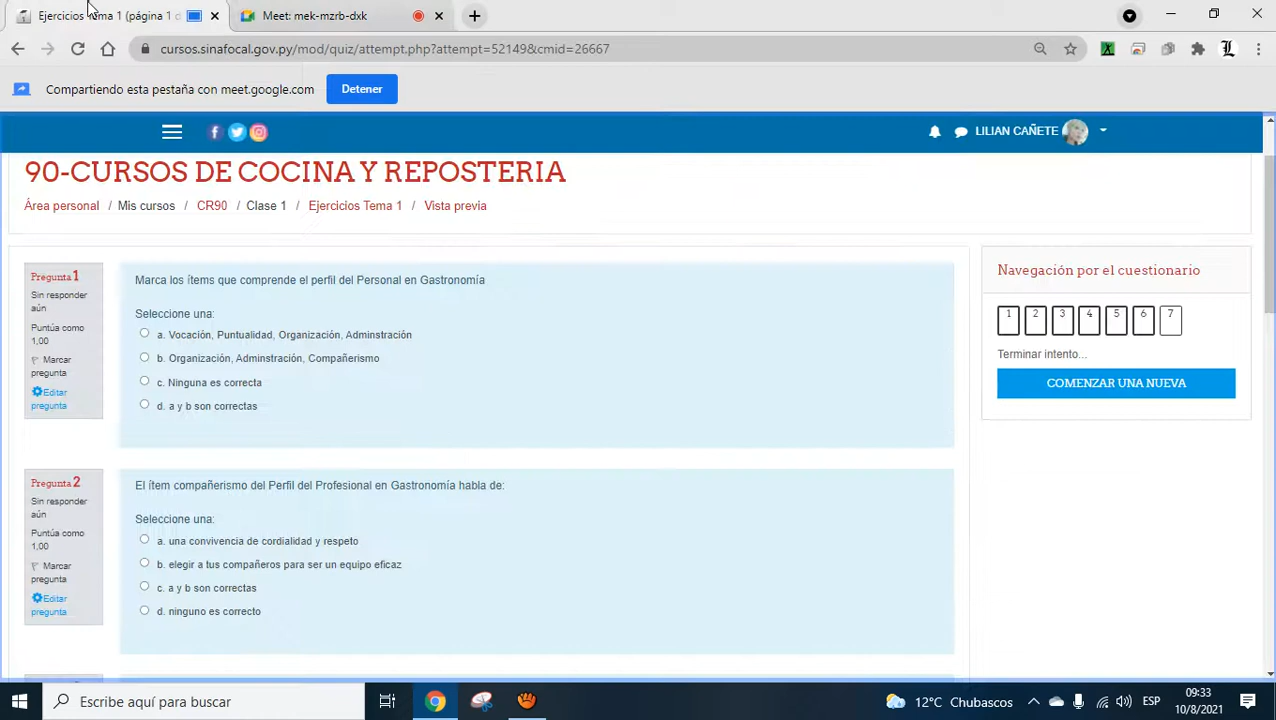 Ejercicios Tema 1 (página 1 d
Meet: mek-mzrb-dxk
cursos.sinafocal.gov.py/mod/quiz/attempt.php?attempt=52149&cmid=26667
Compartiendo esta pestaña con meet.google.com
Detener
LILIAN CAÑETE
90-CURSOS DE COCINA Y REPOSTERIA
Área personal / Mis cursos / CR90 / Clase 1 / Ejercicios Tema 1 / Vista previa
Pregunta 1
Sin responder
aún
Puntúa como
1,00
Marcar
pregunta
Editar
pregunta
Marca los ítems que comprende el perfil del Personal en Gastronomía
Seleccione una:
a. Vocación, Puntualidad, Organización, Adminstración
b. Organización, Adminstración, Compañerismo
c. Ninguna es correcta
d. a y b son correctas
Pregunta 2
Sin responder
aún
Puntúa como
1,00
Marcar
pregunta
Editar
pregunta
El ítem compañerismo del Perfil del Profesional en Gastronomía habla de:
Seleccione una:
a. una convivencia de cordialidad y respeto
b. elegir a tus compañeros para ser un equipo eficaz
c. a y b son correctas
d. ninguno es correcto
Navegación por el cuestionario
1 2 3 4 5 6 7
Terminar intento...
COMENZAR UNA NUEVA
Escribe aquí para buscar
12°C Chubascos
ESP
09:33
10/8/2021